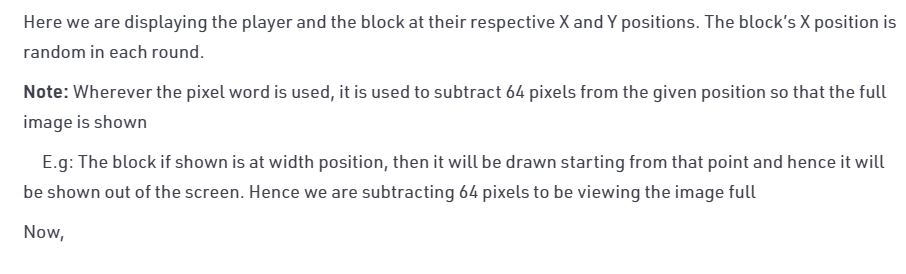 Here we are displaying the player and the block at their respective X and Y positions. The block’s X position is
random in each round.
Note: Wherever the pixel word is used, it is used to subtract 64 pixels from the given position so that the full
image is shown
E.g: The block if shown is at width position, then it will be drawn starting from that point and hence it will
be shown out of the screen. Hence we are subtracting 64 pixels to be viewing the image full
Now,